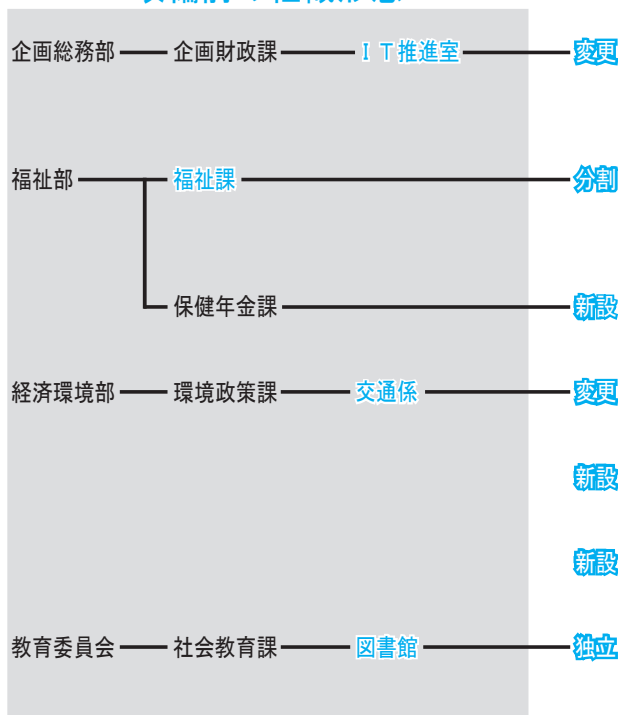 企画総務部 企画財政課 ＩＴ推進室 変更
福祉部 福祉課 分割
保健年金課 新設
経済環境部 環境政策課 交通係 変更
新設
新設
教育委員会 社会教育課 図書館 独立